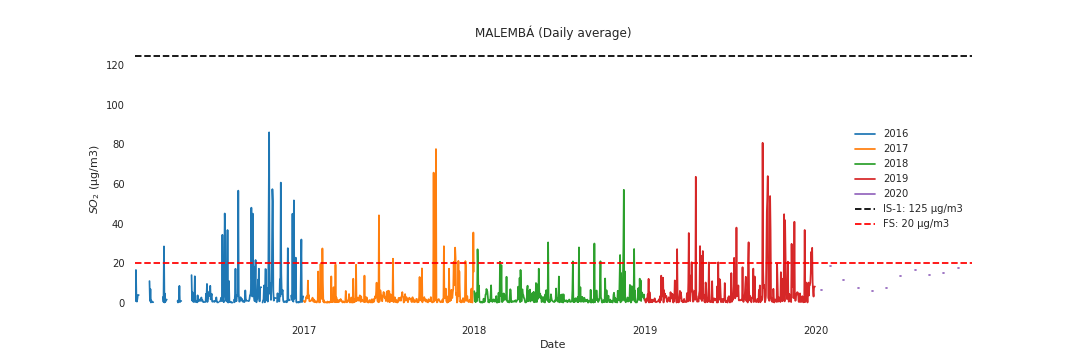 MALEMBÁ (Daily average)
120
100
80
60
40
20
0
SO2 (µg/m3)
2016
2017
2018
2019
2020
IS-1: 125 µg/m3
FS: 20 µg/m3
2017 2018 2019 2020
Date